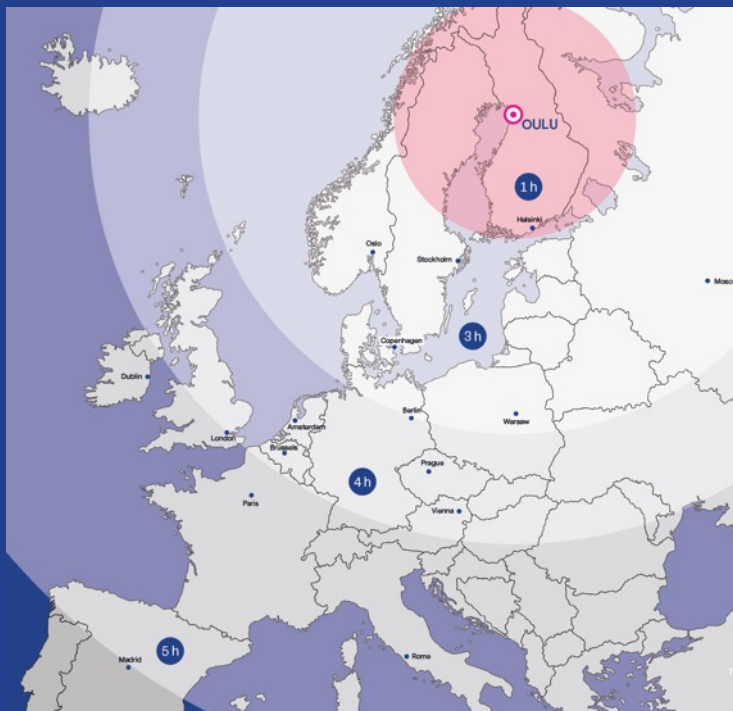 OULU
1 h
Helsinki
Oslo
Stockholm
Mosc
3 h
Copenhagen
Dublin
Berlin
Warsaw
Amsterdam
London
Brussels
Prague
4 h
Paris
Vienna
5 h
Madrid
Roma
T